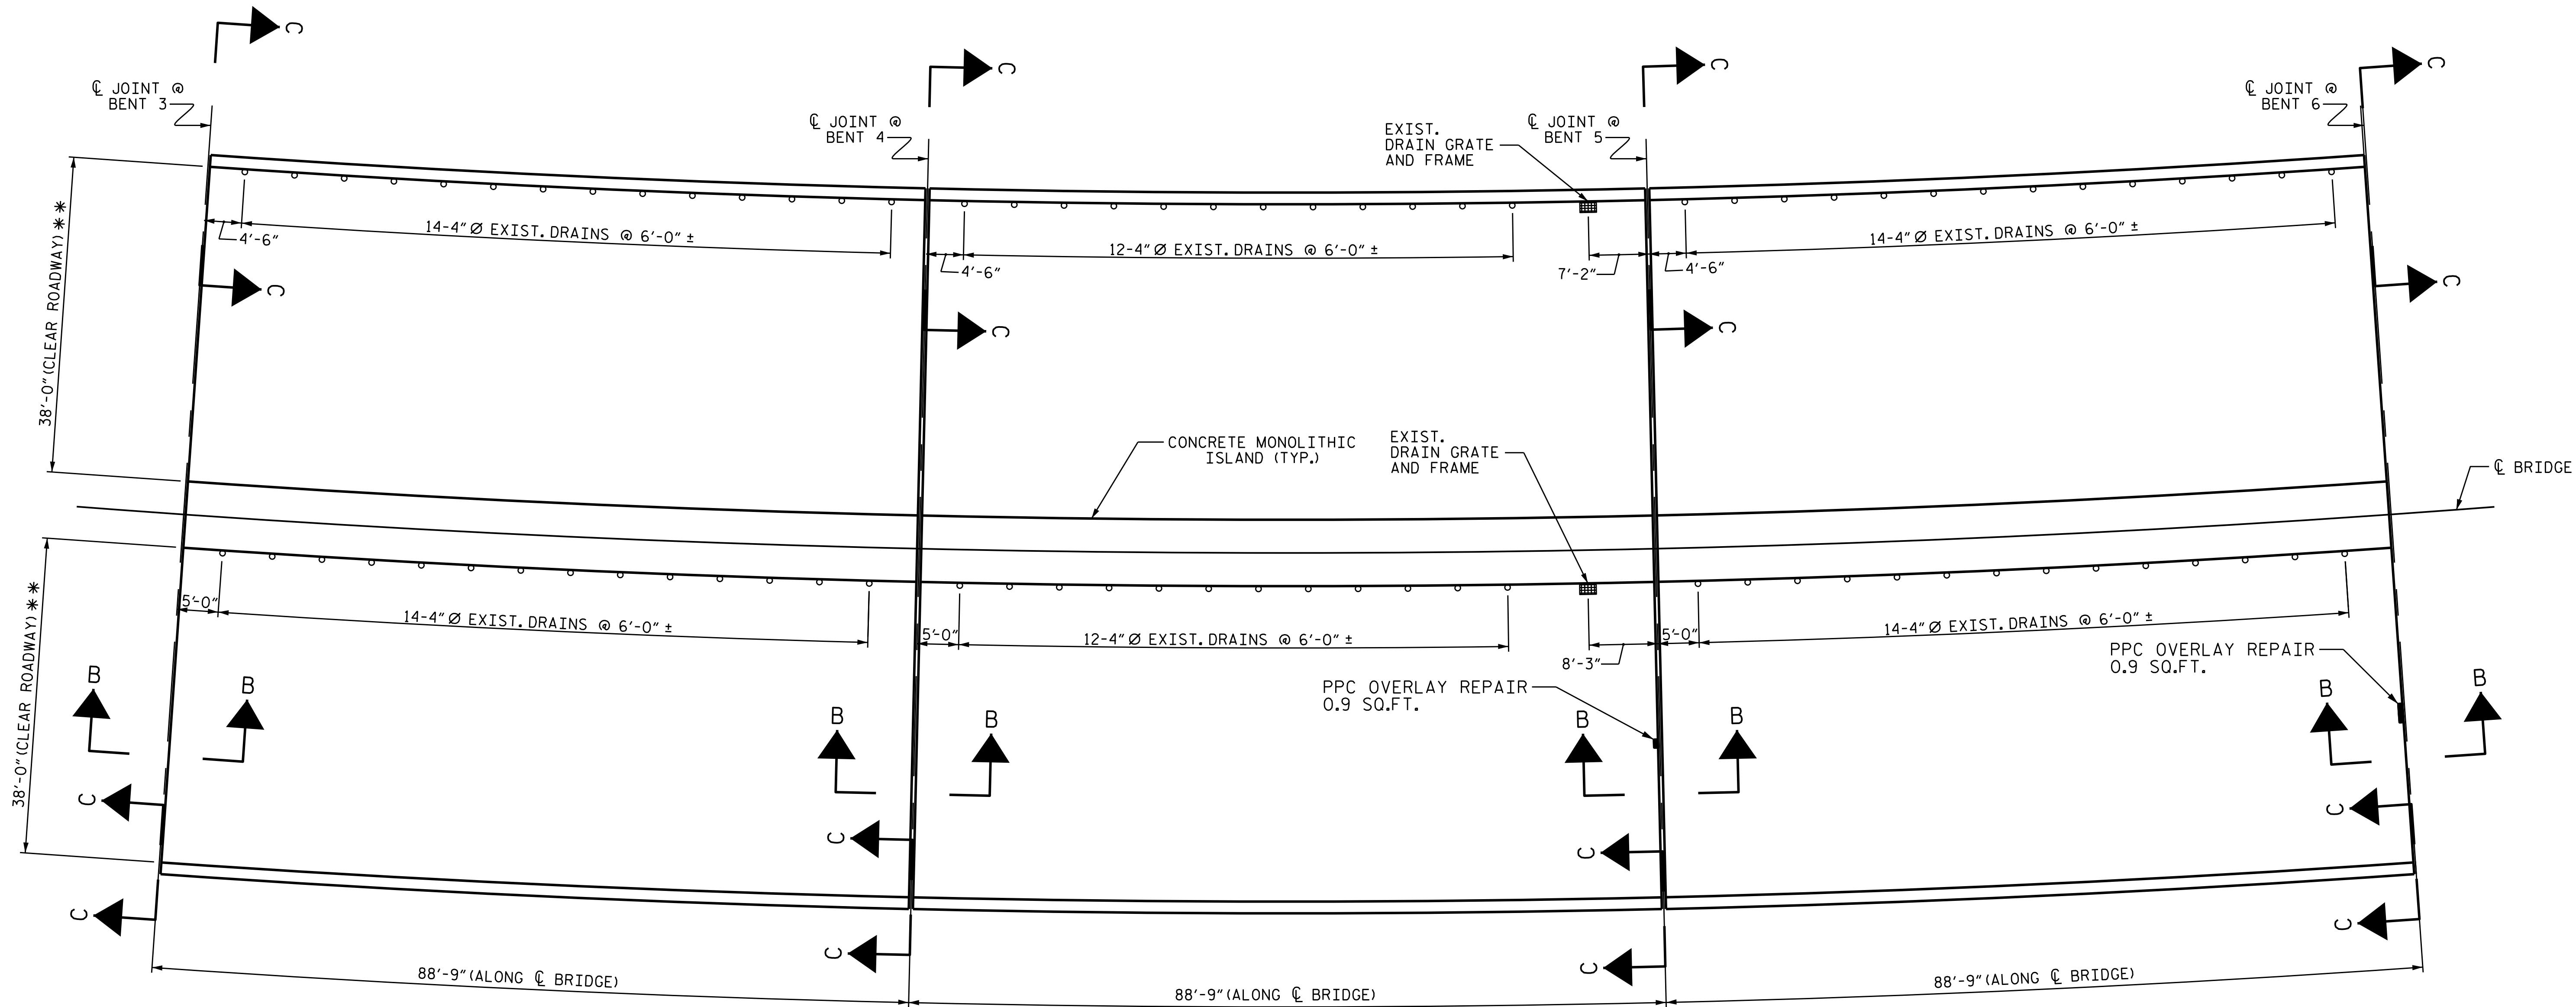 C
C
C
C
℄ JOINT @
BENT 3
℄ JOINT @
BENT 4
EXIST.
DRAIN GRATE
AND FRAME
℄ JOINT @
BENT 5
℄ JOINT @
BENT 6
38'-0" (CLEAR ROADWAY) **
4'-6"
14-4" Ø EXIST. DRAINS @ 6'-0" ±
4'-6"
12-4" Ø EXIST. DRAINS @ 6'-0" ±
7'-2"
4'-6"
14-4" Ø EXIST. DRAINS @ 6'-0" ±
C
C
C
C
CONCRETE MONOLITHIC
ISLAND (TYP.)
EXIST.
DRAIN GRATE
AND FRAME
℄ BRIDGE
38'-0" (CLEAR ROADWAY) **
5'-0"
14-4" Ø EXIST. DRAINS @ 6'-0" ±
5'-0"
12-4" Ø EXIST. DRAINS @ 6'-0" ±
8'-3"
5'-0"
14-4" Ø EXIST. DRAINS @ 6'-0" ±
PPC OVERLAY REPAIR
0.9 SQ.FT.
PPC OVERLAY REPAIR
0.9 SQ.FT.
B
B
B
B
B
B
B
B
C
C
C
C
C
C
C
C
88'-9" (ALONG ℄ BRIDGE)
88'-9" (ALONG ℄ BRIDGE)
88'-9" (ALONG ℄ BRIDGE)